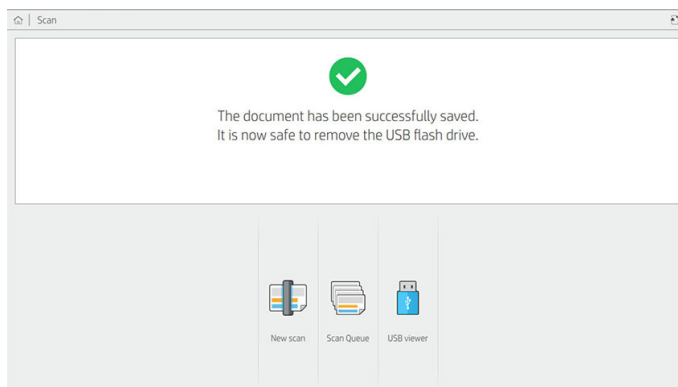 Scan
The document has been successfully saved.
It is now safe to remove the USB flash drive.
New scan
Scan Queue
USB viewer